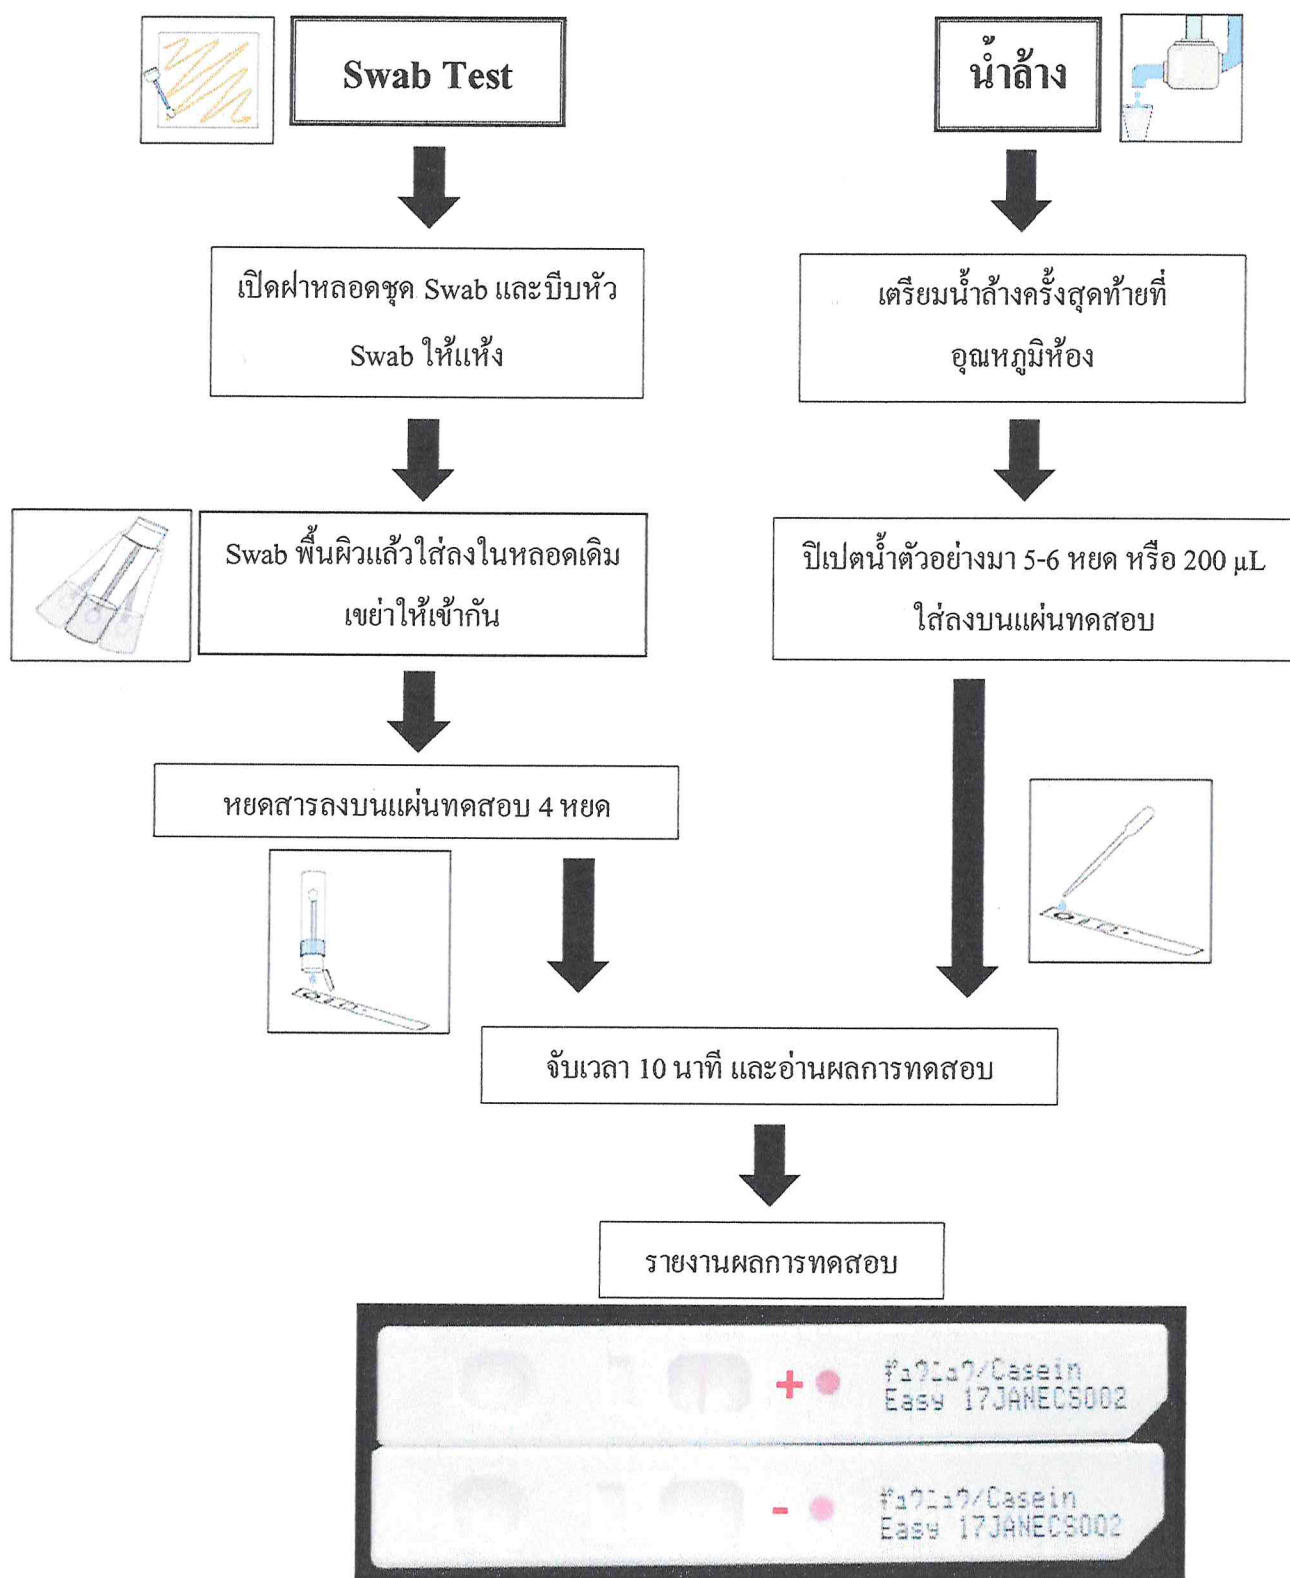 Swab Test
น้ำล้าง
เปิดฝาหลอดชุด Swab และบีบหัว
Swab ให้แห้ง
เตรียมน้ำล้างครั้งสุดท้ายที่
อุณหภูมิห้อง
Swab พื้นผิวแล้วใส่ลงในหลอดเดิม
เขย่าให้เข้ากัน
ปิเปตน้ำตัวอย่างมา 5-6 หยด หรือ 200 μL
ใส่ลงบนแผ่นทดสอบ
หยดสารลงบนแผ่นทดสอบ 4 หยด
จับเวลา 10 นาที และอ่านผลการทดสอบ
รายงานผลการทดสอบ
+
/Casein
Easy 17JANECS002
-
/Casein
Easy 17JANECS002